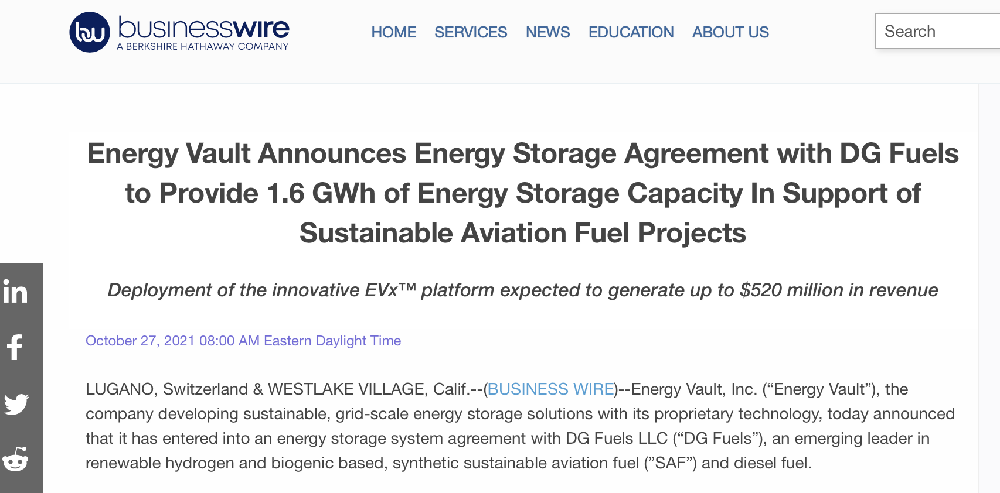 bw businesswire
A BERKSHIRE HATHAWAY COMPANY
HOME SERVICES NEWS EDUCATION ABOUT US
Search
Energy Vault Announces Energy Storage Agreement with DG Fuels
to Provide 1.6 GWh of Energy Storage Capacity In Support of
Sustainable Aviation Fuel Projects
Deployment of the innovative EVx™ platform expected to generate up to $520 million in revenue
October 27, 2021 08:00 AM Eastern Daylight Time
LUGANO, Switzerland & WESTLAKE VILLAGE, Calif.--(BUSINESS WIRE)--Energy Vault, Inc. (“Energy Vault”), the
company developing sustainable, grid-scale energy storage solutions with its proprietary technology, today announced
that it has entered into an energy storage system agreement with DG Fuels LLC (“DG Fuels”), an emerging leader in
renewable hydrogen and biogenic based, synthetic sustainable aviation fuel (”SAF”) and diesel fuel.
in
f